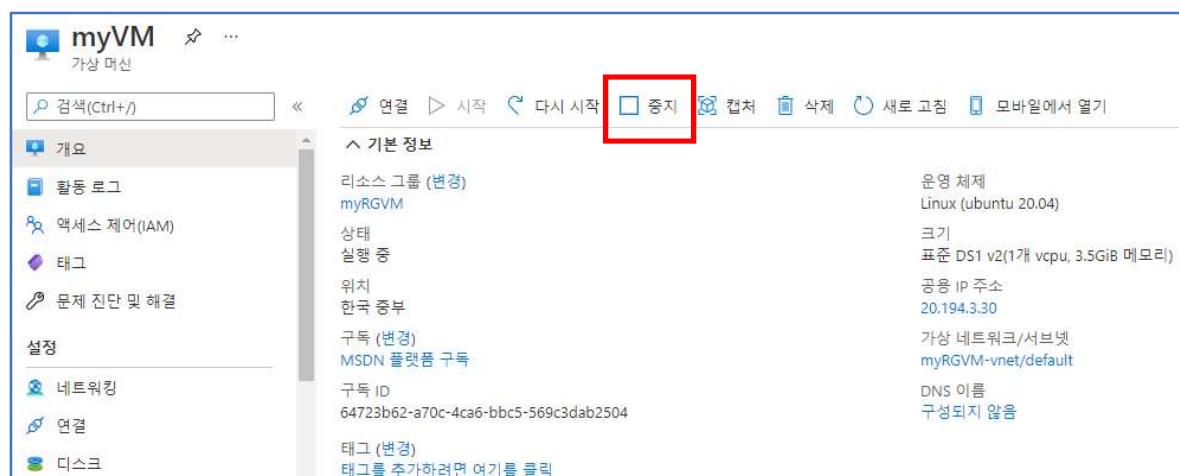 myVM
가상 머신
검색(Ctrl+/)
개요
활동 로그
액세스 제어(IAM)
태그
문제 진단 및 해결
설정
네트워킹
연결
디스크
연결 시작 다시 시작 중지 캡처 삭제 새로 고침 모바일에서 열기
기본 정보
리소스 그룹 (변경)
myRGVM
상태
실행 중
위치
한국 중부
구독 (변경)
MSDN 플랫폼 구독
구독 ID
64723b62-a70c-4ca6-bbc5-569c3dab2504
태그 (변경)
태그를 추가하려면 여기를 클릭
운영 체제
Linux (ubuntu 20.04)
크기
표준 DS1 v2(1개 vcpu, 3.5GiB 메모리)
공용 IP 주소
20.194.3.30
가상 네트워크/서브넷
myRGVM-vnet/default
DNS 이름
구성되지 않음